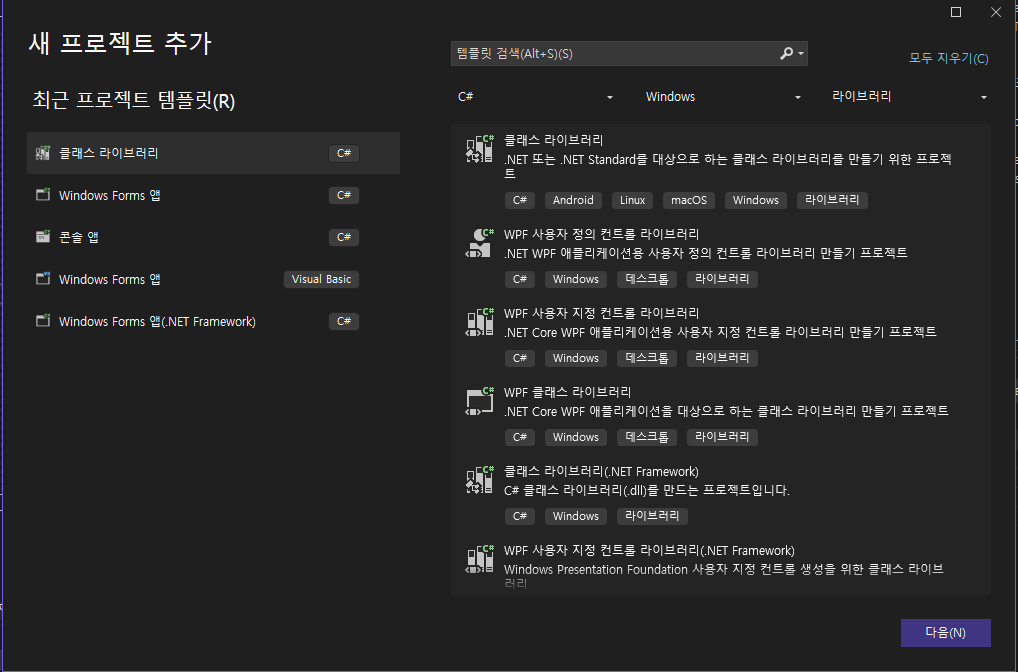 새 프로젝트 추가
최근 프로젝트 템플릿(R)
클래스 라이브러리 C#
Windows Forms 앱 C#
콘솔 앱 C#
Windows Forms 앱 Visual Basic
Windows Forms 앱(.NET Framework) C#
템플릿 검색(Alt+S)(S)
모두 지우기(C)
C# Windows 라이브러리
C#
클래스 라이브러리
.NET 또는 .NET Standard를 대상으로 하는 클래스 라이브러리를 만들기 위한 프로젝
트
C# Android Linux macOS Windows 라이브러리
C#
WPF 사용자 정의 컨트롤 라이브러리
.NET WPF 애플리케이션용 사용자 정의 컨트롤 라이브러리 만들기 프로젝트
C# Windows 데스크톱 라이브러리
C#
WPF 사용자 지정 컨트롤 라이브러리
.NET Core WPF 애플리케이션용 사용자 지정 컨트롤 라이브러리 만들기 프로젝트
C# Windows 데스크톱 라이브러리
C#
WPF 클래스 라이브러리
.NET Core WPF 애플리케이션을 대상으로 하는 클래스 라이브러리 만들기 프로젝트
C# Windows 데스크톱 라이브러리
C#
클래스 라이브러리(.NET Framework)
C# 클래스 라이브러리(.dll)를 만드는 프로젝트입니다.
C# Windows 라이브러리
C#
WPF 사용자 지정 컨트롤 라이브러리(.NET Framework)
Windows Presentation Foundation 사용자 지정 컨트롤 생성을 위한 클래스 라이브
러리
다음(N)